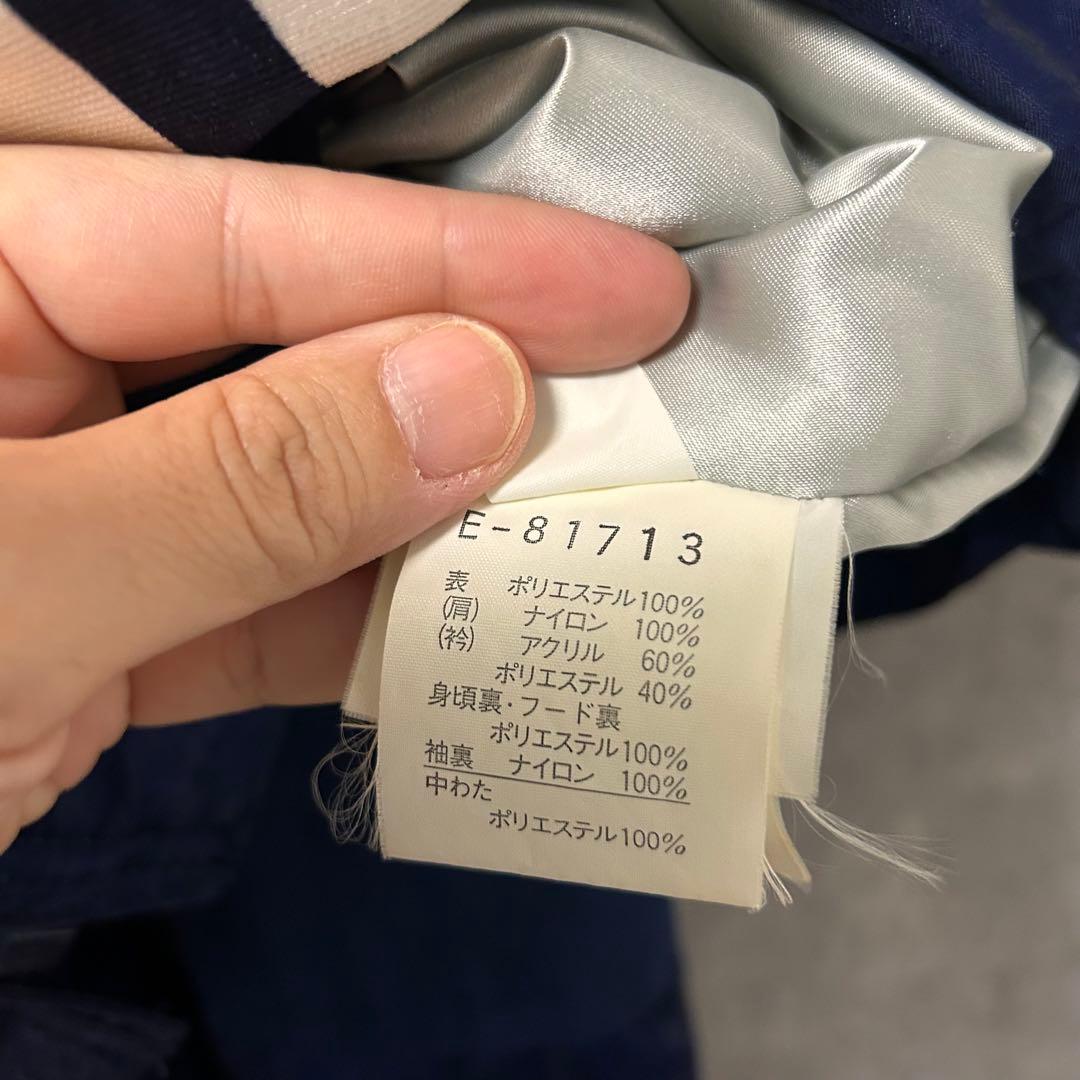 E-81713
表 ポリエステル100%
(肩) ナイロン 100%
(衿) アクリル 60%
ポリエステル 40%
身頃裏・フード裏
ポリエステル100%
袖裏 ナイロン 100%
中わた
ポリエステル100%